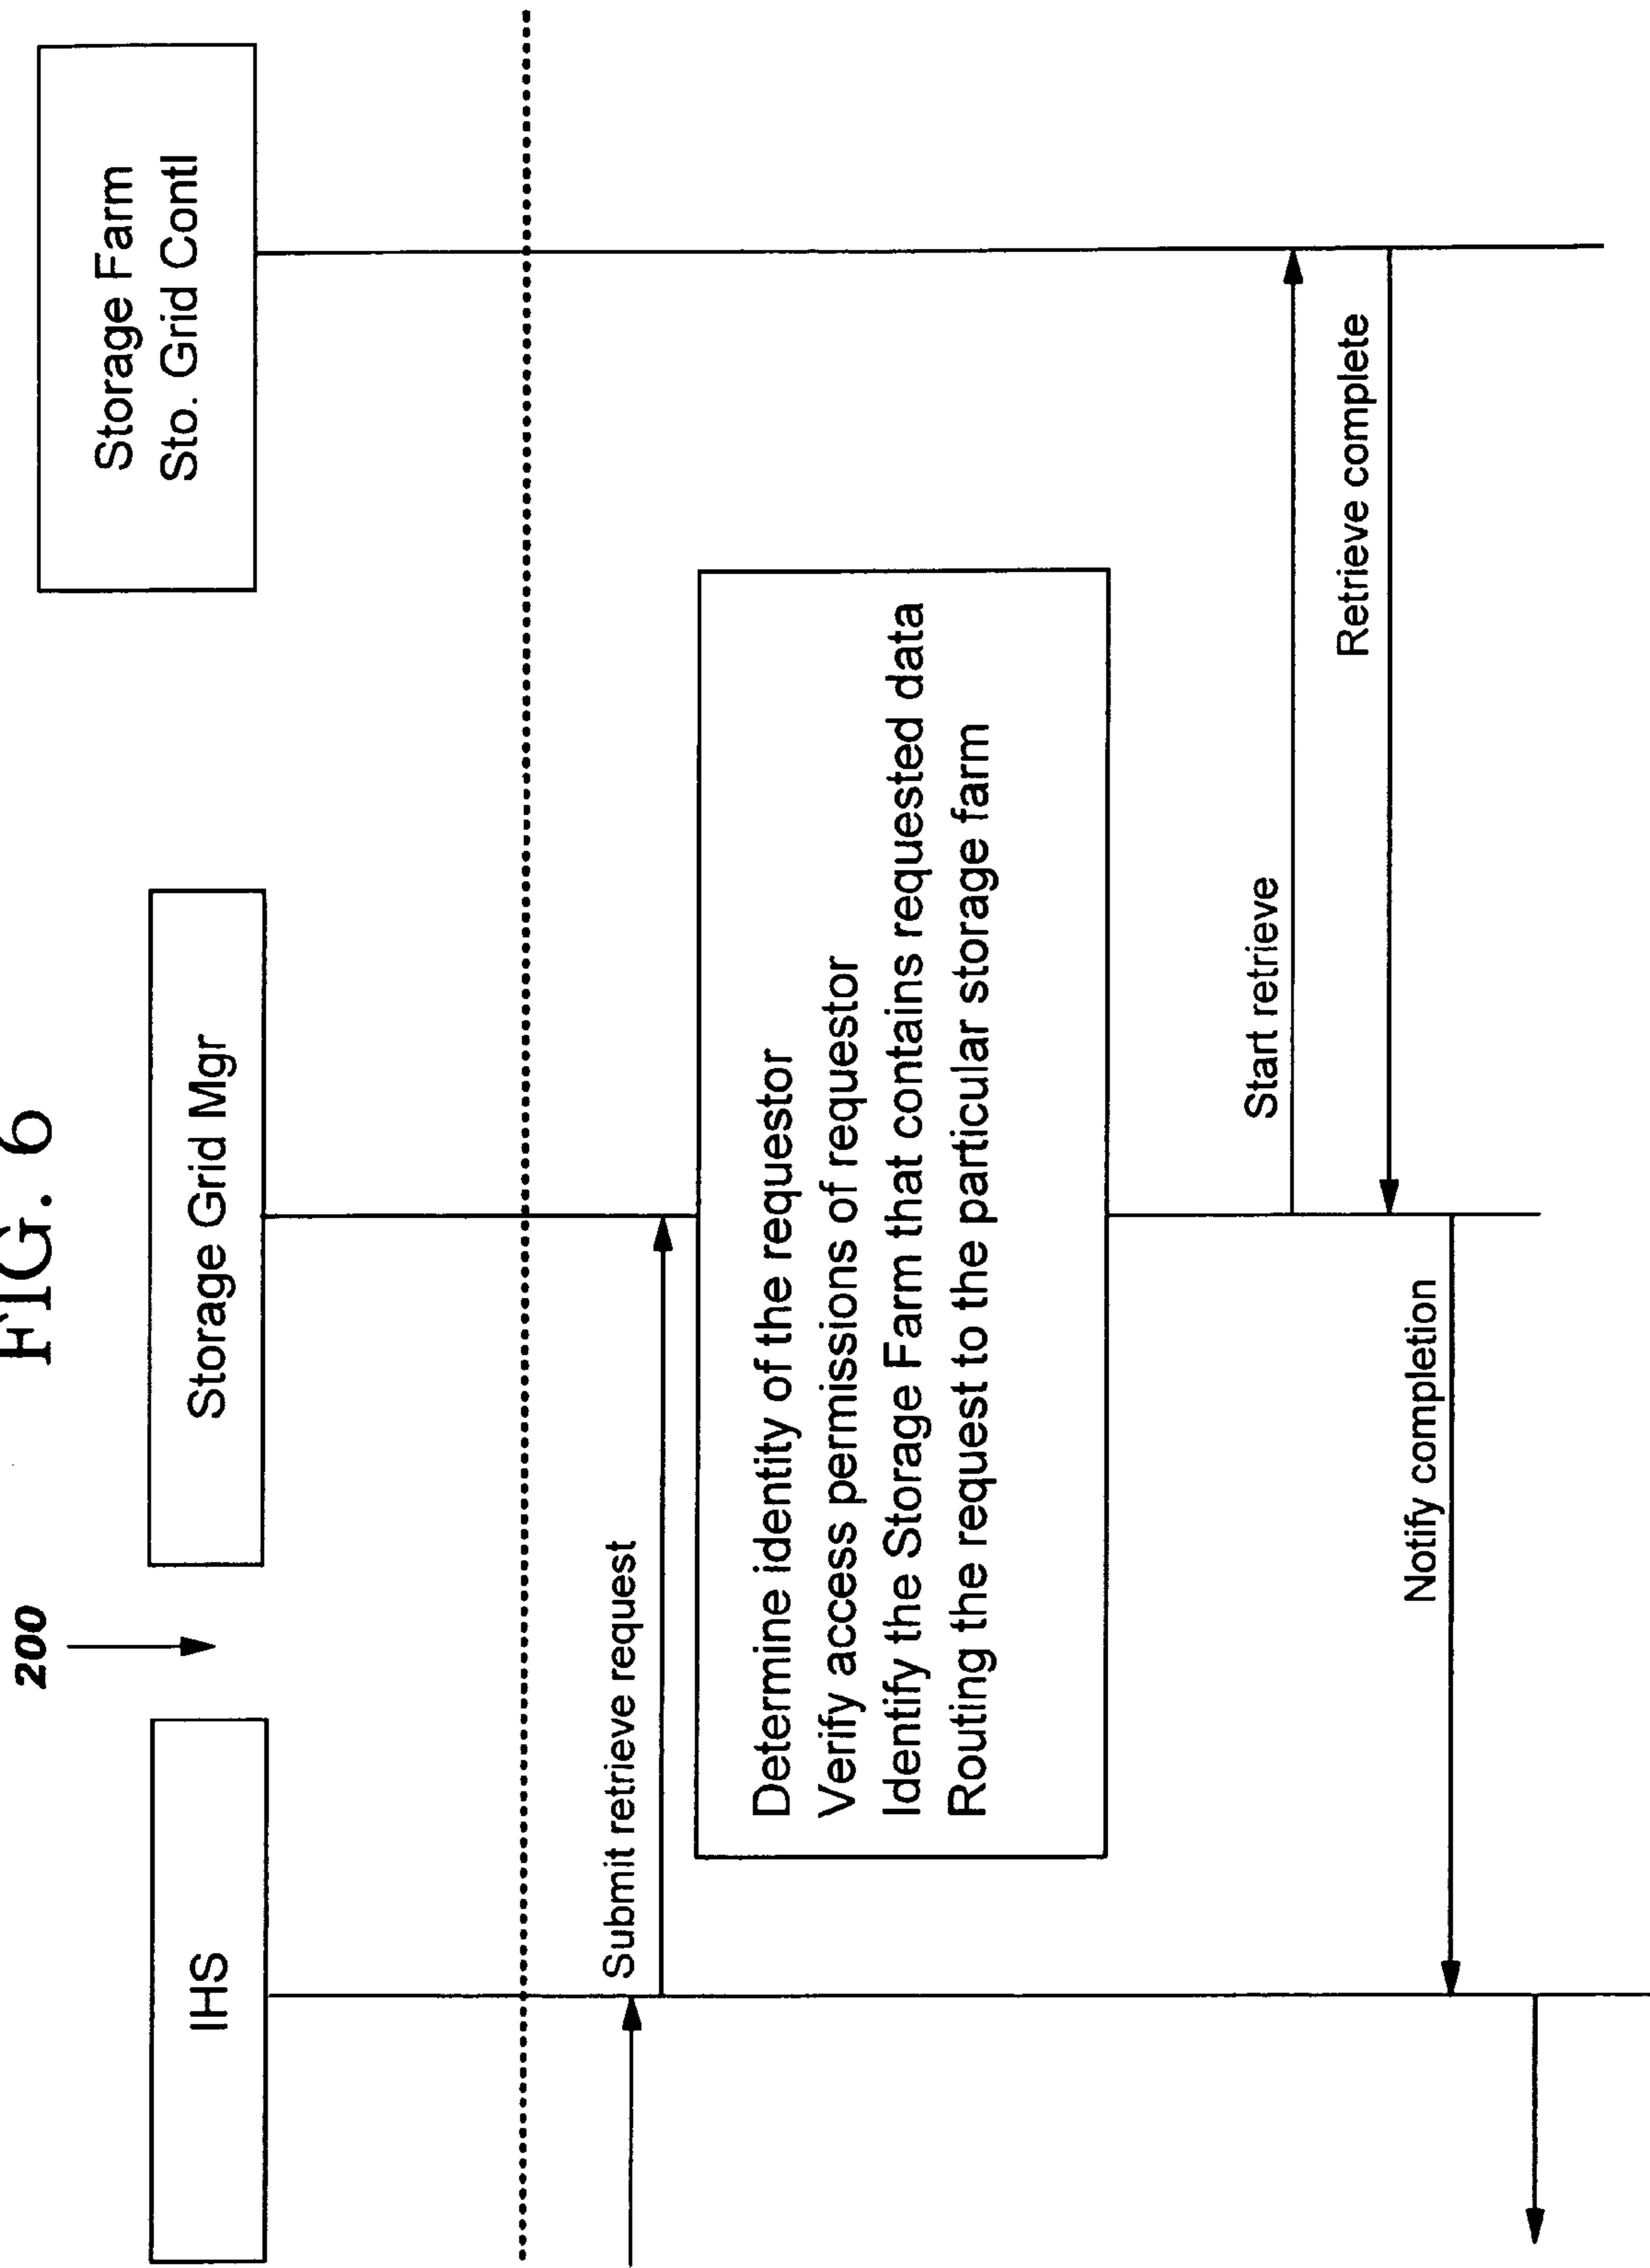 FIG. 6
200
IHS
Storage Grid Mgr
Storage Farm
Sto. Grid Contl
Submit retrieve request
Determine identity of the requestor
Verify access permissions of requestor
Identify the Storage Farm that contains requested data
Routing the request to the particular storage farm
Start retrieve
Retrieve complete
Notify completion